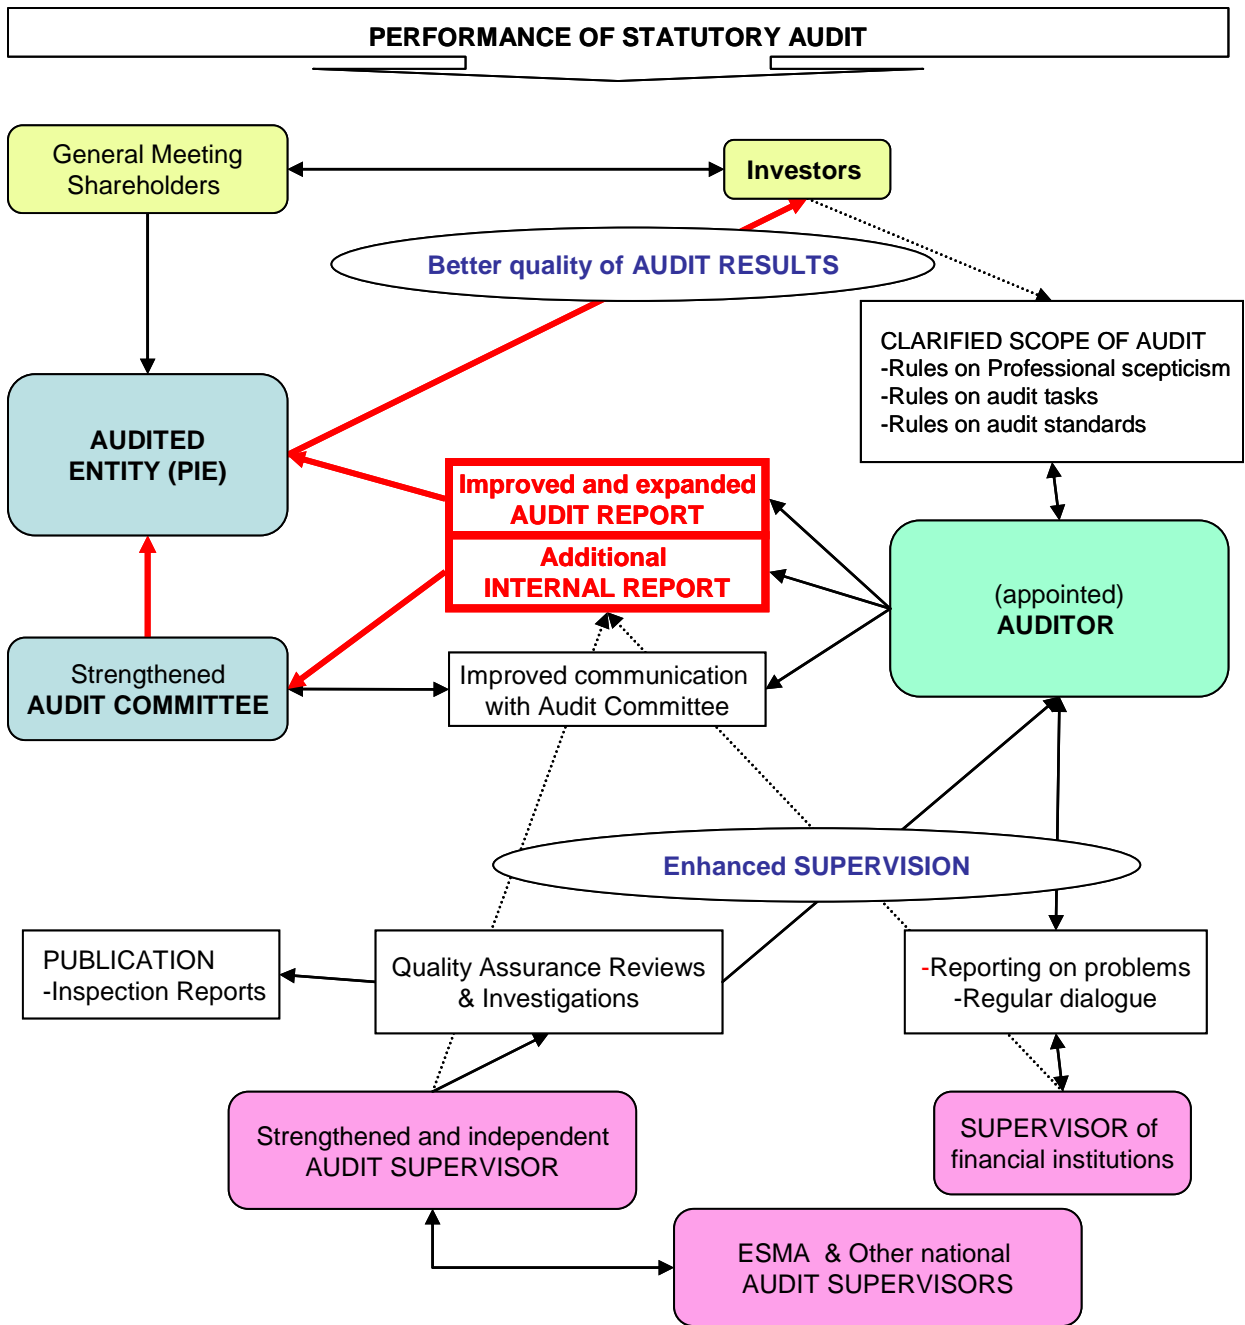 PERFORMANCE OF STATUTORY AUDIT
General Meeting
Shareholders
Investors
Better quality of AUDIT RESULTS
CLARIFIED SCOPE OF AUDIT
-Rules on Professional scepticism
-Rules on audit tasks
-Rules on audit standards
AUDITED
ENTITY (PIE)
Improved and expanded
AUDIT REPORT
Additional
INTERNAL REPORT
(appointed)
AUDITOR
Strengthened
AUDIT COMMITTEE
Improved communication
with Audit Committee
Enhanced SUPERVISION
PUBLICATION
-Inspection Reports
Quality Assurance Reviews
& Investigations
-Reporting on problems
-Regular dialogue
Strengthened and independent
AUDIT SUPERVISOR
SUPERVISOR of
financial institutions
ESMA & Other national
AUDIT SUPERVISORS